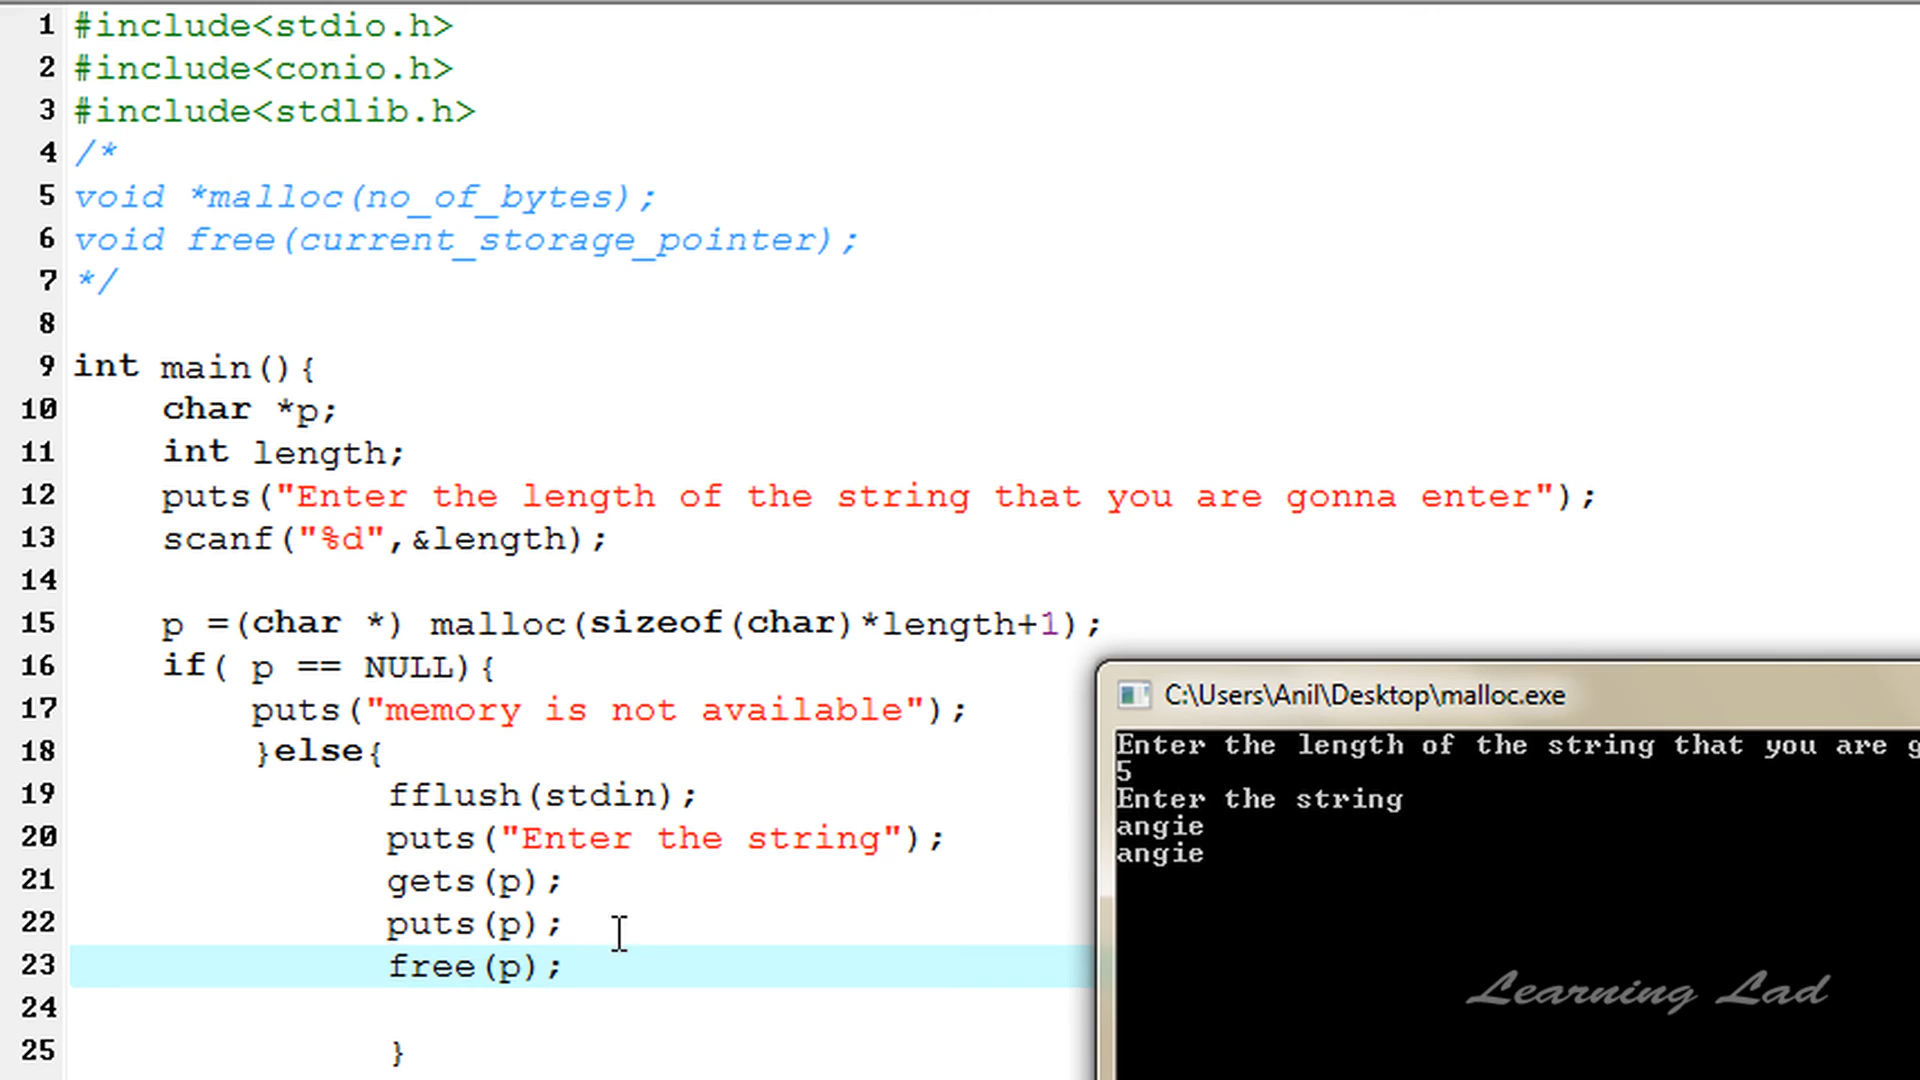 1 #include<stdio.h>
2 #include<conio.h>
3 #include<stdlib.h>
4 /*
5 void *malloc(no_of_bytes);
6 void free(current_storage_pointer);
7 */
8
9 int main(){
10 char *p;
11 int length;
12 puts("Enter the length of the string that you are gonna enter");
13 scanf("%d",&length);
14
15 p =(char *) malloc(sizeof(char)*length+1);
16 if( p == NULL){
17 puts("memory is not available");
18 }else{
19 fflush(stdin);
20 puts("Enter the string");
21 gets(p);
22 puts(p);
23 free(p);
24
25 }
C:\Users\Anil\Desktop\malloc.exe
Enter the length of the string that you are g
5
Enter the string
angie
angie
Learning Lad